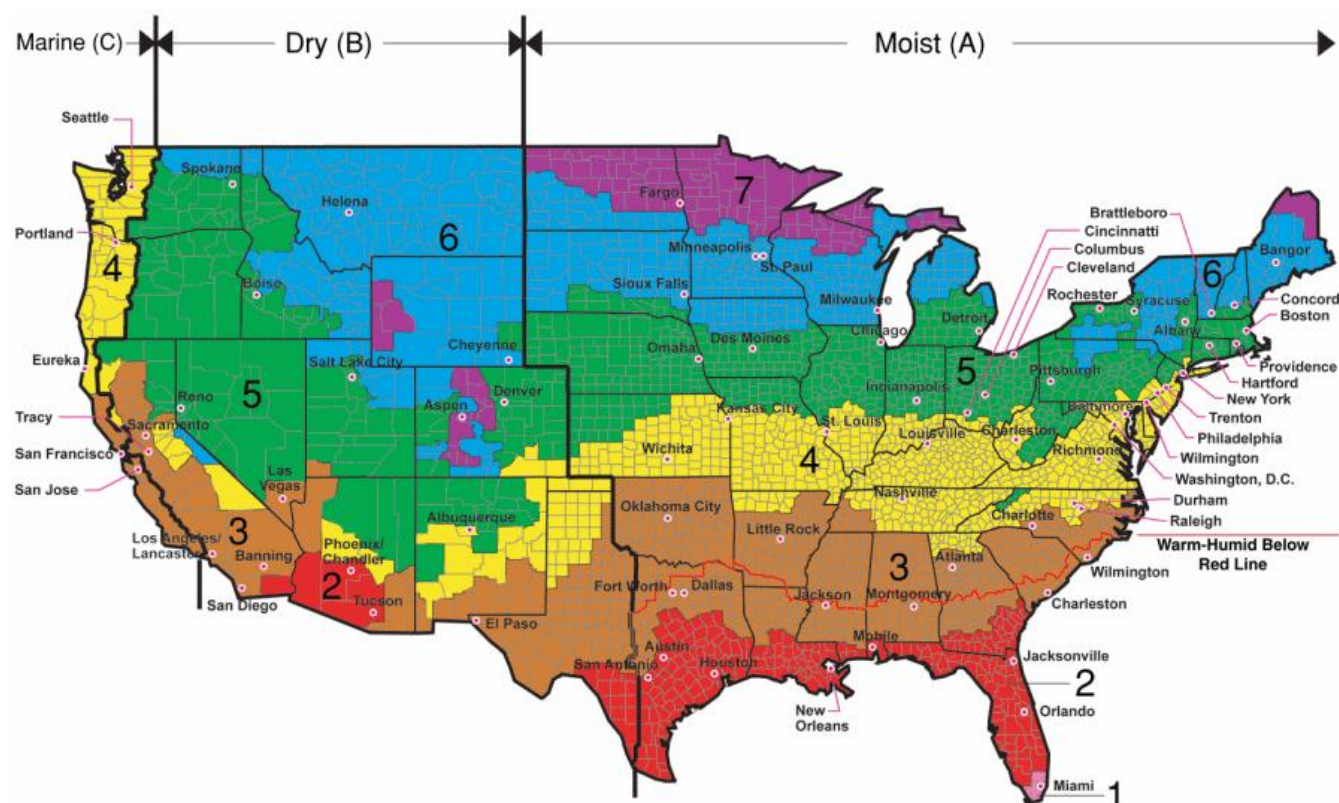 Marine (C)
Dry (B)
Moist (A)
Seattle
Spokane
Helena
6
Fargo
7
Brattleboro
Cincinnatti
Columbus
Cleveland
Portland
4
Minneapolis
St. Paul
Bangor
6
Boise
Sioux Falls
Milwaukee
Rochester
Syracuse
Concord
Boston
Detroit
Albany
Chicago
Eureka
Salt Lake City
Cheyenne
Omaha
Des Moines
5
Pittsburgh
Providence
Hartford
Indianapolis
New York
Reno
5
Aspen
Denver
Kansas City
St. Louis
Baltimore
Trenton
Tracy
Sacramento
Wichita
4
Louisville
Charleston
Philadelphia
San Francisco
Richmond
Wilmington
San Jose
Las
Vegas
Washington, D.C.
Nashville
Durham
Oklahoma City
Raleigh
3
Albuquerque
Little Rock
Charlotte
Los Angeles/
Lancaster
Banning
Phoenix/
Chandler
2
3
Atlanta
Warm-Humid Below
Red Line
Wilmington
San Diego
Tucson
Fort Worth
Dallas
Jackson
Montgomery
Charleston
El Paso
Austin
Mobile
San Antonio
Houston
Jacksonville
2
New
Orleans
Orlando
Miami
1